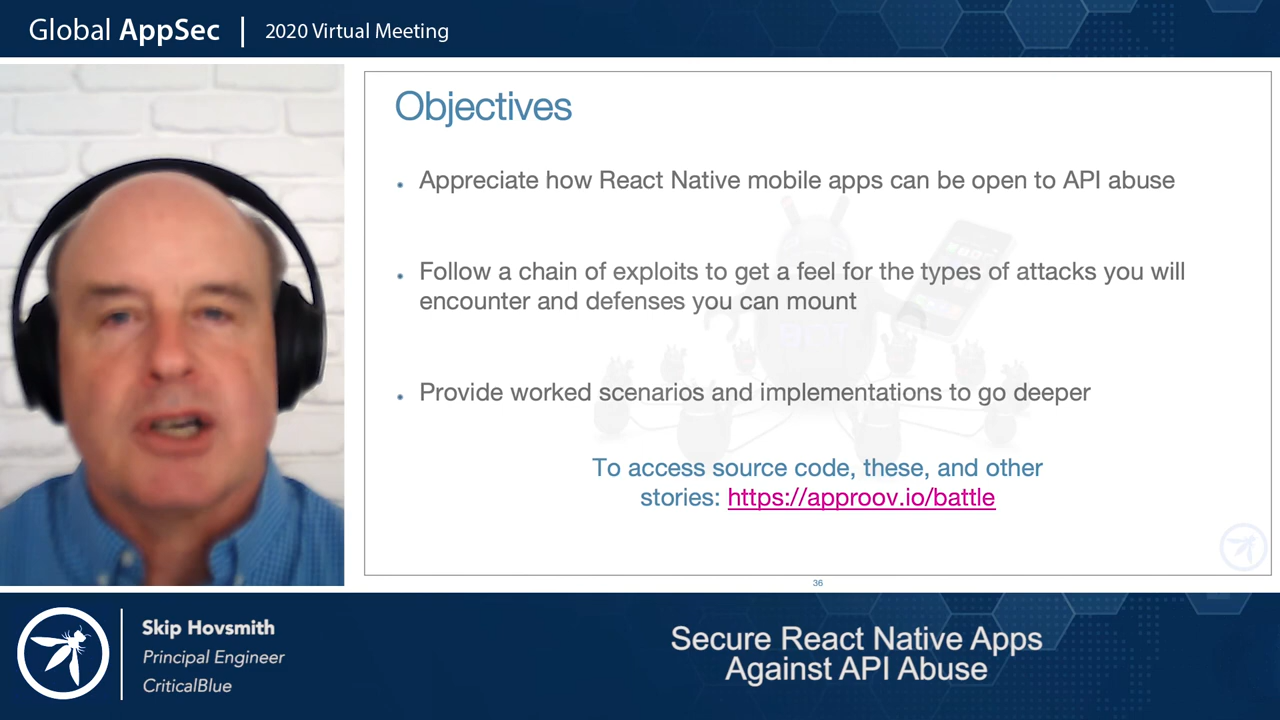 Global AppSec | 2020 Virtual Meeting
Objectives
• Appreciate how React Native mobile apps can be open to API abuse
• Follow a chain of exploits to get a feel for the types of attacks you will
encounter and defenses you can mount
• Provide worked scenarios and implementations to go deeper
To access source code, these, and other
stories: https://approov.io/battle
36
Skip Hovsmith
Principal Engineer
CriticalBlue
Secure React Native Apps
Against API Abuse